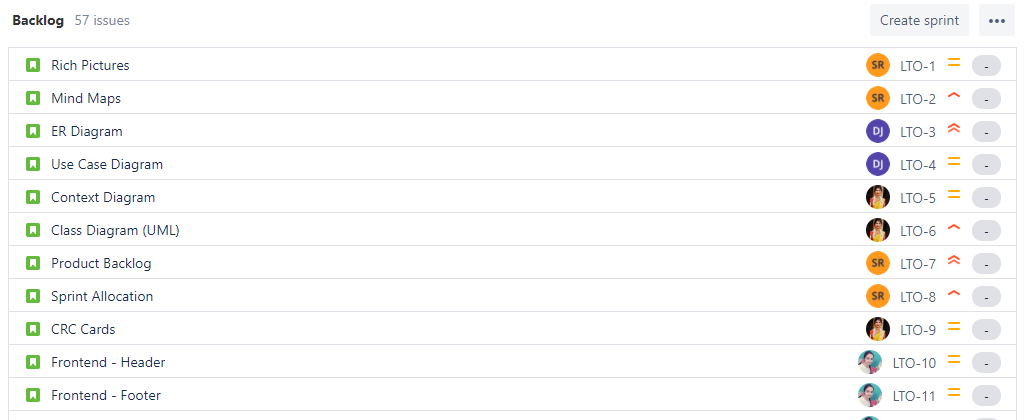 Backlog 57 issues Create sprint •••
Rich Pictures SR LTO-1 -
Mind Maps SR LTO-2 -
ER Diagram DJ LTO-3 -
Use Case Diagram DJ LTO-4 -
Context Diagram LTO-5 -
Class Diagram (UML) LTO-6 -
Product Backlog SR LTO-7 -
Sprint Allocation SR LTO-8 -
CRC Cards LTO-9 -
Frontend - Header LTO-10 -
Frontend - Footer LTO-11 -